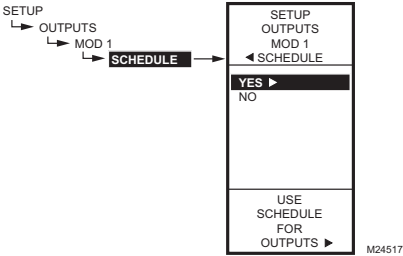 SETUP
OUTPUTS
MOD 1
SCHEDULE
SETUP
OUTPUTS
MOD 1
◀ SCHEDULE
YES ▶
NO
USE
SCHEDULE
FOR
OUTPUTS ▶
M24517